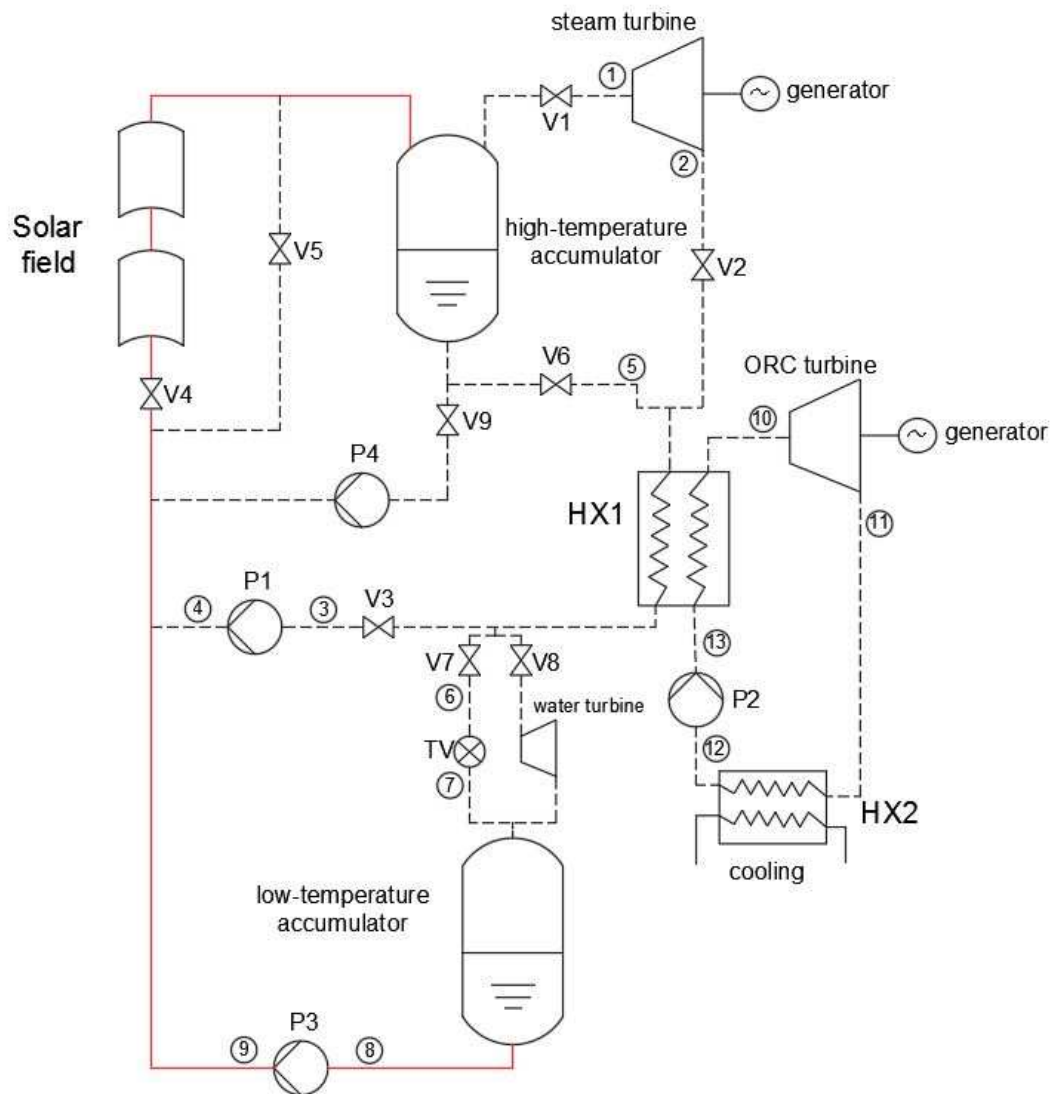 steam turbine
1
generator
V1
2
Solar
field
V5
high-temperature
accumulator
V2
V6
5
ORC turbine
V4
V9
10
generator
P4
HX1
11
P1
V3
4
3
13
V7
V8
6
P2
water turbine
TV
12
7
HX2
cooling
low-temperature
accumulator
P3
9
8